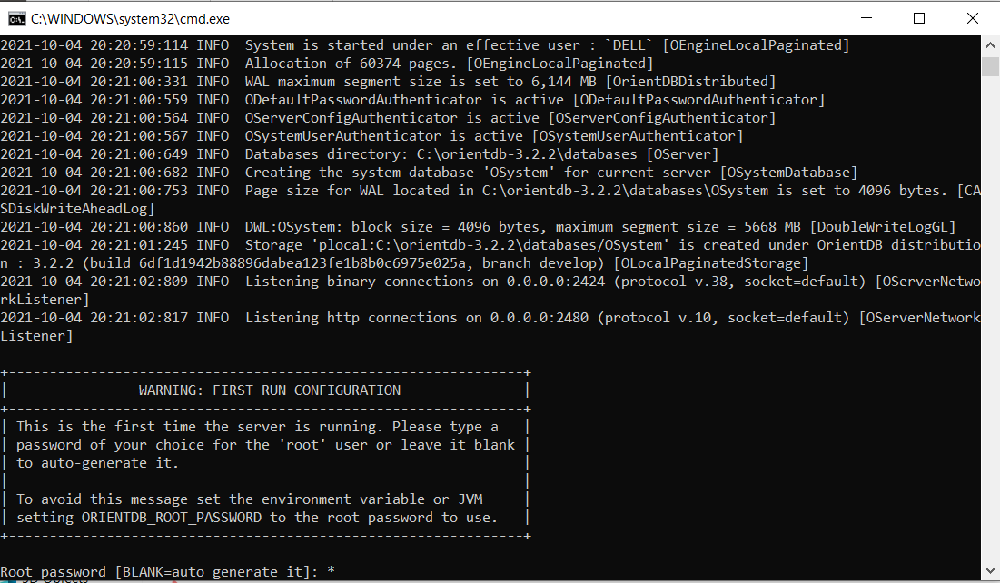 C:\WINDOWS\system32\cmd.exe
2021-10-04 20:20:59:114 INFO  System is started under an effective user : `DELL` [OEngineLocalPaginated]
2021-10-04 20:20:59:115 INFO  Allocation of 60374 pages. [OEngineLocalPaginated]
2021-10-04 20:21:00:331 INFO  WAL maximum segment size is set to 6,144 MB [OrientDBDistributed]
2021-10-04 20:21:00:559 INFO  ODefaultPasswordAuthenticator is active [ODefaultPasswordAuthenticator]
2021-10-04 20:21:00:564 INFO  OServerConfigAuthenticator is active [OServerConfigAuthenticator]
2021-10-04 20:21:00:567 INFO  OSystemUserAuthenticator is active [OSystemUserAuthenticator]
2021-10-04 20:21:00:649 INFO  Databases directory: C:\orientdb-3.2.2\databases [OServer]
2021-10-04 20:21:00:682 INFO  Creating the system database 'OSystem' for current server [OSystemDatabase]
2021-10-04 20:21:00:753 INFO  Page size for WAL located in C:\orientdb-3.2.2\databases\OSystem is set to 4096 bytes. [CA
SDiskWriteAheadLog]
2021-10-04 20:21:00:860 INFO  DWL:OSystem: block size = 4096 bytes, maximum segment size = 5668 MB [DoubleWriteLogGL]
2021-10-04 20:21:01:245 INFO  Storage 'plocal:C:\orientdb-3.2.2\databases/OSystem' is created under OrientDB distributio
n : 3.2.2 (build 6df1d1942b88896dabea123fe1b8b0c6975e025a, branch develop) [OLocalPaginatedStorage]
2021-10-04 20:21:02:809 INFO  Listening binary connections on 0.0.0.0:2424 (protocol v.38, socket=default) [OServerNetwo
rkListener]
2021-10-04 20:21:02:817 INFO  Listening http connections on 0.0.0.0:2480 (protocol v.10, socket=default) [OServerNetwork
Listener]
+---------------------------------------------------------------+
|                WARNING: FIRST RUN CONFIGURATION               |
+---------------------------------------------------------------+
| This is the first time the server is running. Please type a   |
| password of your choice for the 'root' user or leave it blank |
| to auto-generate it.                                          |
|                                                               |
| To avoid this message set the environment variable or JVM     |
| setting ORIENTDB_ROOT_PASSWORD to the root password to use.   |
+---------------------------------------------------------------+
Root password [BLANK=auto generate it]: *